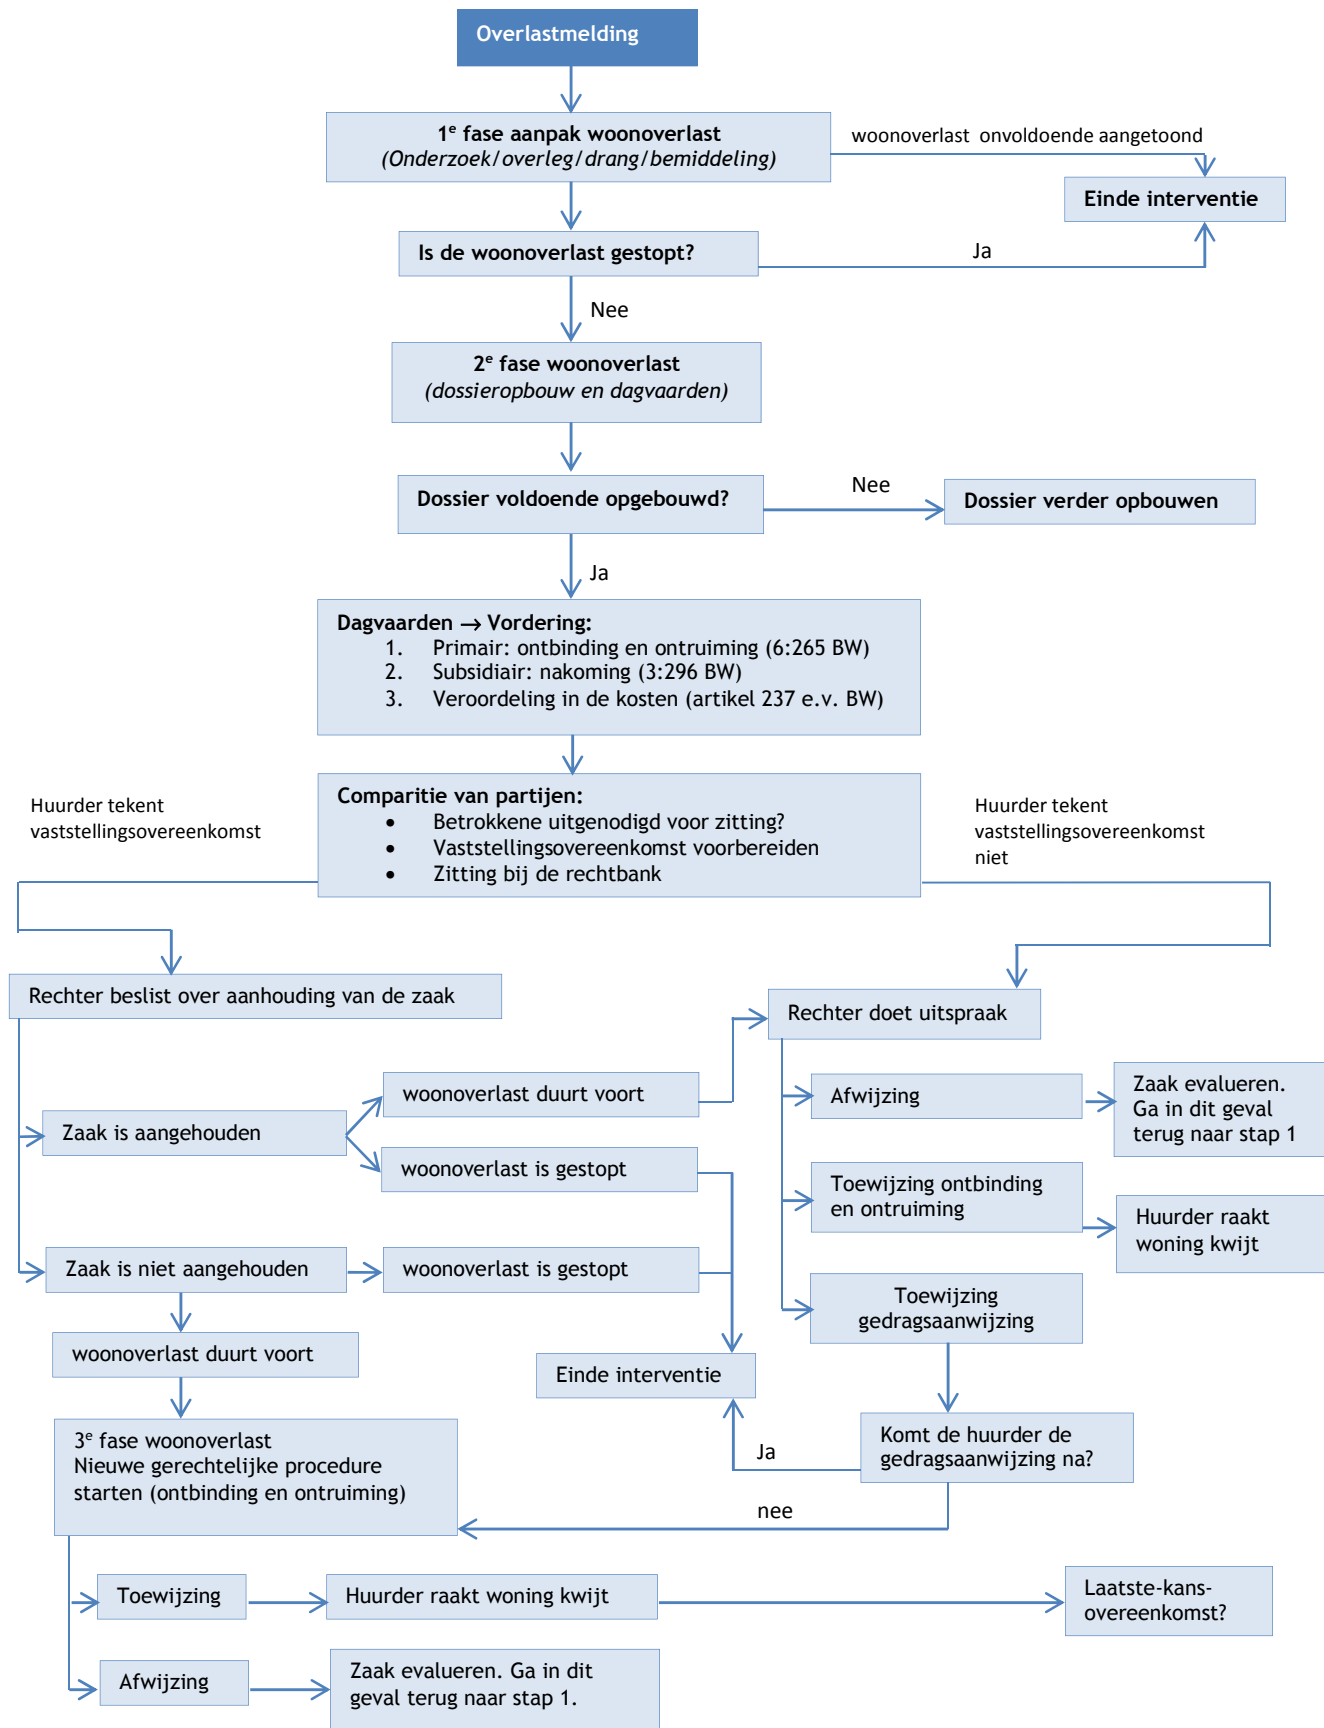 Overlastmelding
1e fase aanpak woonoverlast
(Onderzoek/overleg/drang/bemiddeling)
woonoverlast onvoldoende aangetoond
Einde interventie
Is de woonoverlast gestopt?
Ja
Nee
2e fase woonoverlast
(dossieropbouw en dagvaarden)
Dossier voldoende opgebouwd?
Nee
Dossier verder opbouwen
Ja
Dagvaarden → Vordering:
1. Primair: ontbinding en ontruiming (6:265 BW)
2. Subsidiair: nakoming (3:296 BW)
3. Veroordeling in de kosten (artikel 237 e.v. BW)
Huurder tekent
vaststellingsovereenkomst
Comparitie van partijen:
• Betrokkene uitgenodigd voor zitting?
• Vaststellingsovereenkomst voorbereiden
• Zitting bij de rechtbank
Huurder tekent
vaststellingsovereenkomst
niet
Rechter beslist over aanhouding van de zaak
Rechter doet uitspraak
woonoverlast duurt voort
Zaak is aangehouden
woonoverlast is gestopt
Afwijzing
Zaak evalueren.
Ga in dit geval
terug naar stap 1
Toewijzing ontbinding
en ontruiming
Huurder raakt
woning kwijt
Zaak is niet aangehouden
woonoverlast is gestopt
Toewijzing
gedragsaanwijzing
woonoverlast duurt voort
Einde interventie
Komt de huurder de
gedragsaanwijzing na?
Ja
nee
3e fase woonoverlast
Nieuwe gerechtelijke procedure
starten (ontbinding en ontruiming)
Toewijzing
Huurder raakt woning kwijt
Laatste-kans-
overeenkomst?
Afwijzing
Zaak evalueren. Ga in dit
geval terug naar stap 1.